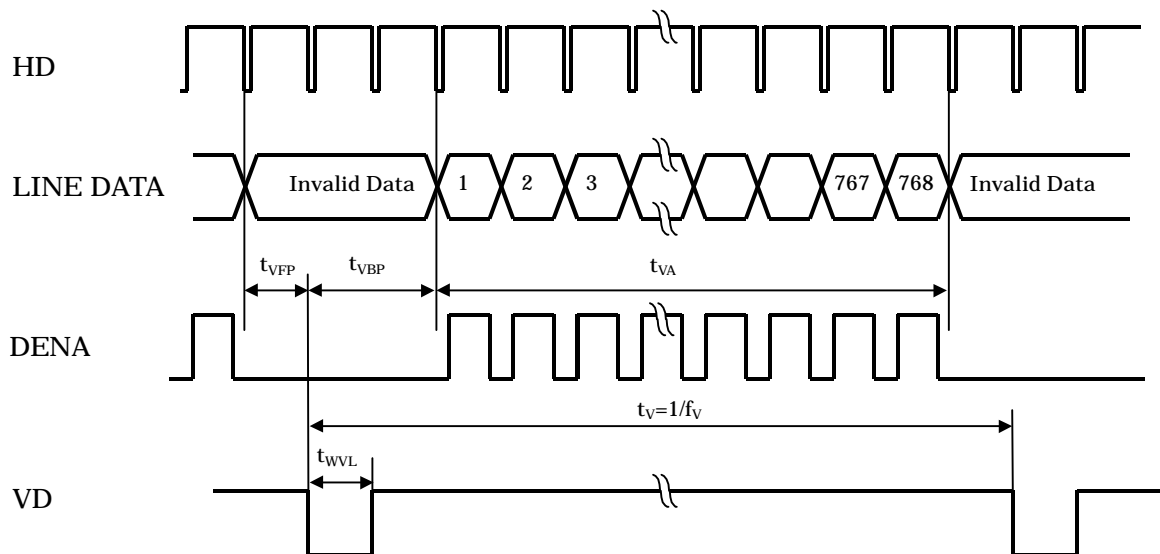 HD
LINE DATA
Invalid Data
1
2
3
767
768
Invalid Data
tVFP
tVBP
tVA
DENA
tV=1/fV
tWVL
VD